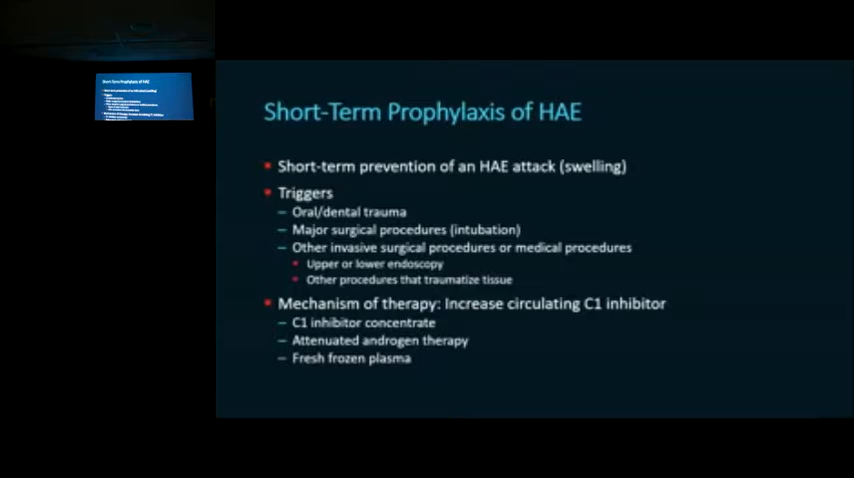 Short-Term Prophylaxis of HAE
Short-term prevention of an HAE attack (swelling)
Triggers
– Oral/dental trauma
– Major surgical procedures (intubation)
– Other invasive surgical procedures or medical procedures
Upper or lower endoscopy
Other procedures that traumatize tissue
Mechanism of therapy: Increase circulating C1 inhibitor
– C1 inhibitor concentrate
– Attenuated androgen therapy
– Fresh frozen plasma